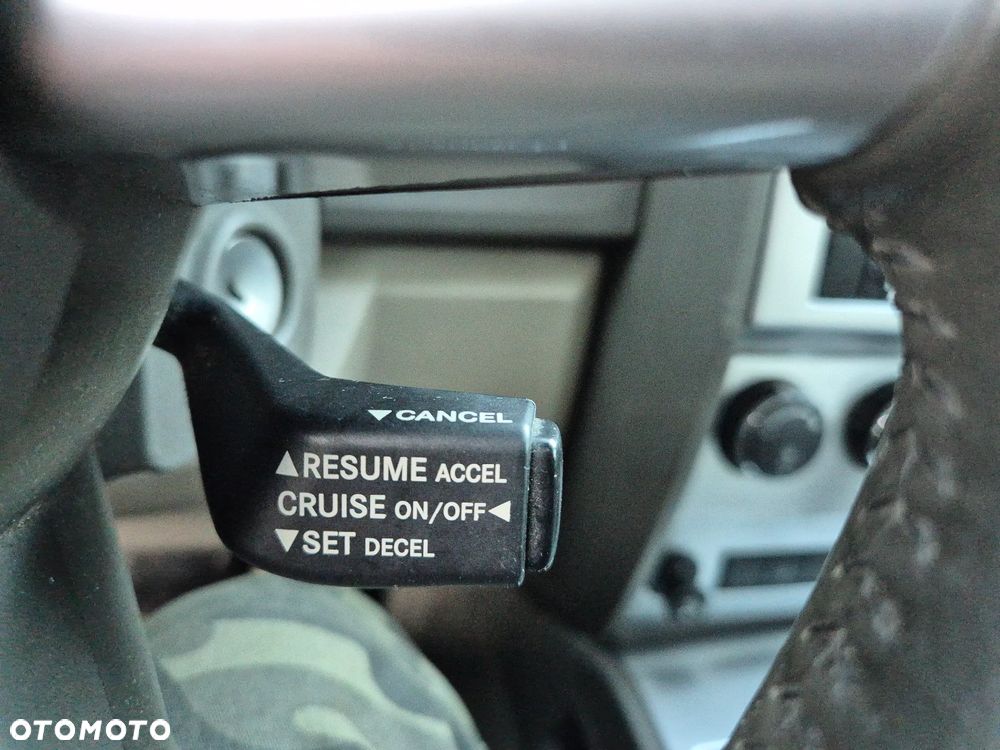 ▼CANCEL
▲RESUME ACCEL
CRUISE ON/OFF◄
▼SET DECEL
OTOMOTO